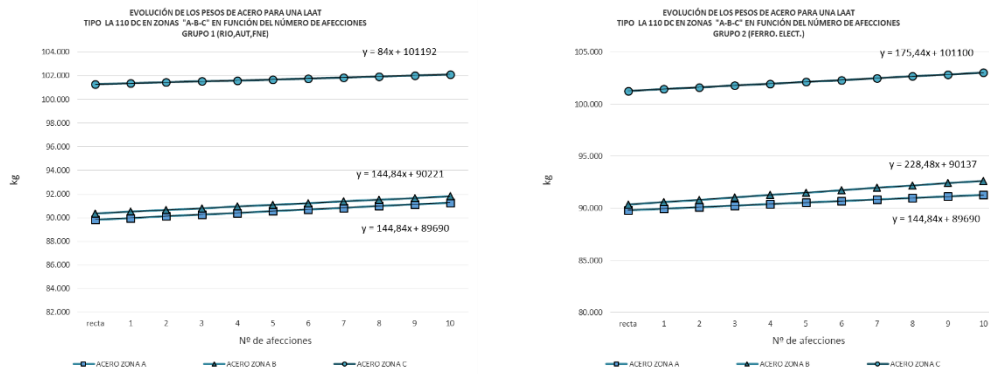 EVOLUCIÓN DE LOS PESOS DE ACERO PARA UNA LAAT
TIPO LA 110 DC EN ZONAS "A-B-C" EN FUNCIÓN DEL NÚMERO DE AFECCIONES
GRUPO 1 (RIO,AUT,FNE)
104.000
102.000
100.000
98.000
96.000
94.000
92.000
90.000
88.000
86.000
84.000
82.000
kg
y = 84x + 101192
y = 144,84x + 90221
y = 144,84x + 89690
recta 1 2 3 4 5 6 7 8 9 10
Nº de afecciones
ACERO ZONA A ACERO ZONA B ACERO ZONA C
EVOLUCIÓN DE LOS PESOS DE ACERO PARA UNA LAAT
TIPO LA 110 DC EN ZONAS "A-B-C" EN FUNCIÓN DEL NÚMERO DE AFECCIONES
GRUPO 2 (FERRO. ELECT.)
105.000
100.000
95.000
90.000
85.000
80.000
kg
y = 175,44x + 101100
y = 228,48x + 90137
y = 144,84x + 89690
recta 1 2 3 4 5 6 7 8 9 10
Nº de afecciones
ACERO ZONA A ACERO ZONA B ACERO ZONA C